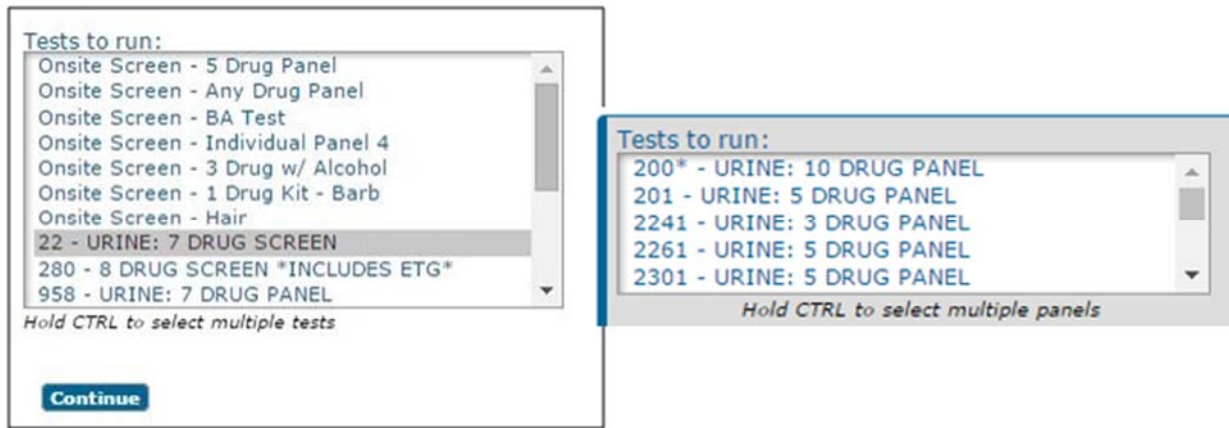 Tests to run:
Onsite Screen - 5 Drug Panel
Onsite Screen - Any Drug Panel
Onsite Screen - BA Test
Onsite Screen - Individual Panel 4
Onsite Screen - 3 Drug w/ Alcohol
Onsite Screen - 1 Drug Kit - Barb
Onsite Screen - Hair
22 - URINE: 7 DRUG SCREEN
280 - 8 DRUG SCREEN *INCLUDES ETG*
958 - URINE: 7 DRUG PANEL
Hold CTRL to select multiple tests
Continue
Tests to run:
200* - URINE: 10 DRUG PANEL
201 - URINE: 5 DRUG PANEL
2241 - URINE: 3 DRUG PANEL
2261 - URINE: 5 DRUG PANEL
2301 - URINE: 5 DRUG PANEL
Hold CTRL to select multiple panels